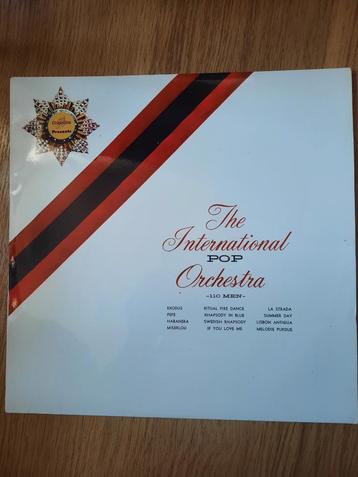 Presents
The
International
POP
Orchestra
-110 MEN-
EXODUS RITUAL FIRE DANCE LA STRADA
PEPE RHAPSODY IN BLUE SUMMER DAY
HABANERA SWEDISH RHAPSODY LISBON ANTIGUA
MISERLOU IF YOU LOVE ME MELODIE PERDUE